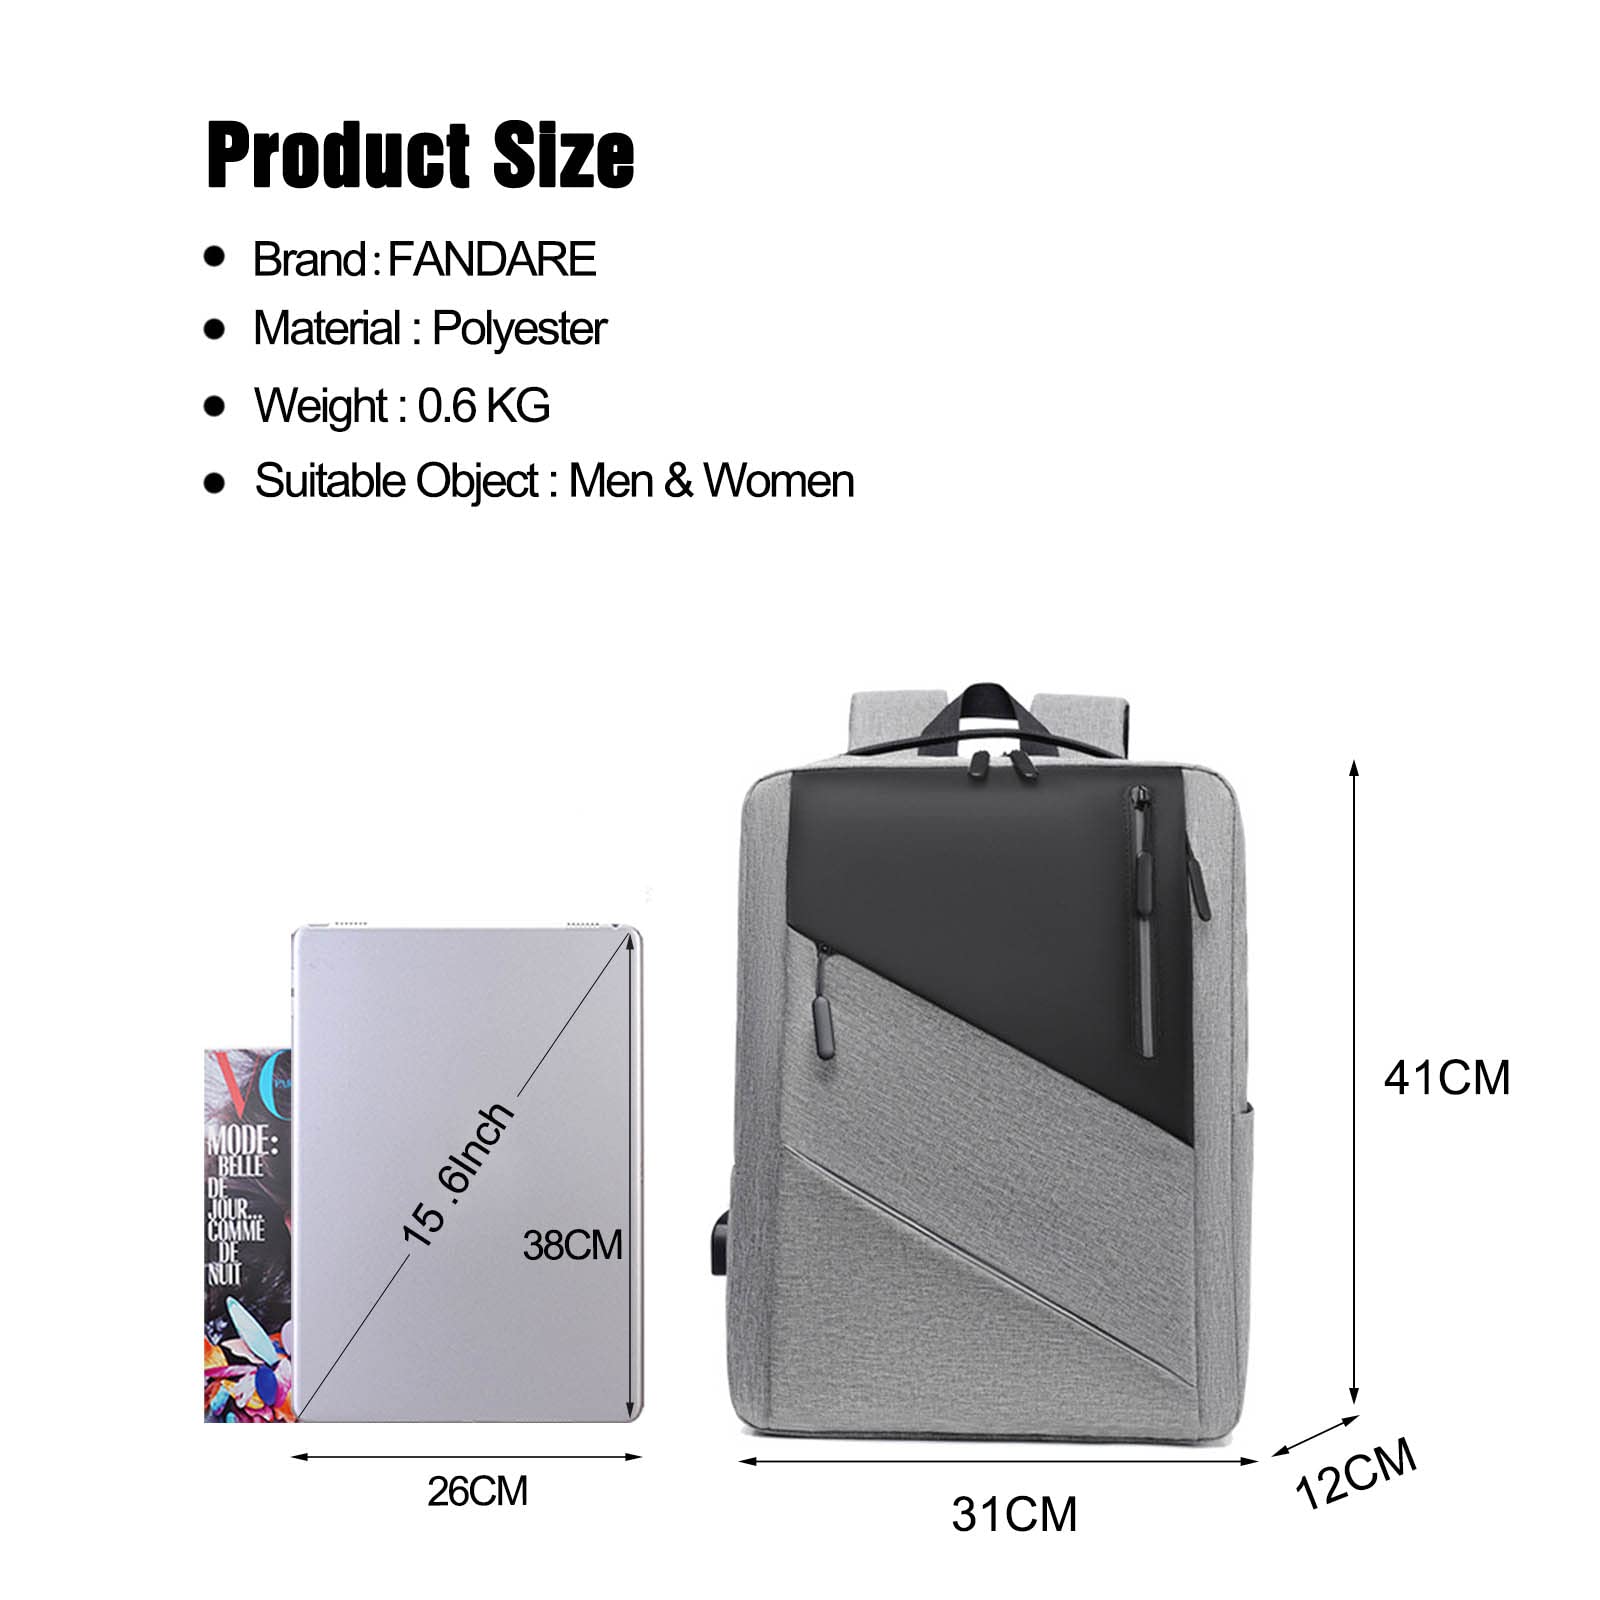 Product Size
Brand : FANDARE
Material : Polyester
Weight : 0.6 KG
Suitable Object : Men & Women
41CM
15 .6Inch
38CM
MODE:
BELLE
DE
JOUR...
COMME
DE
NUIT
26CM
31CM
12CM